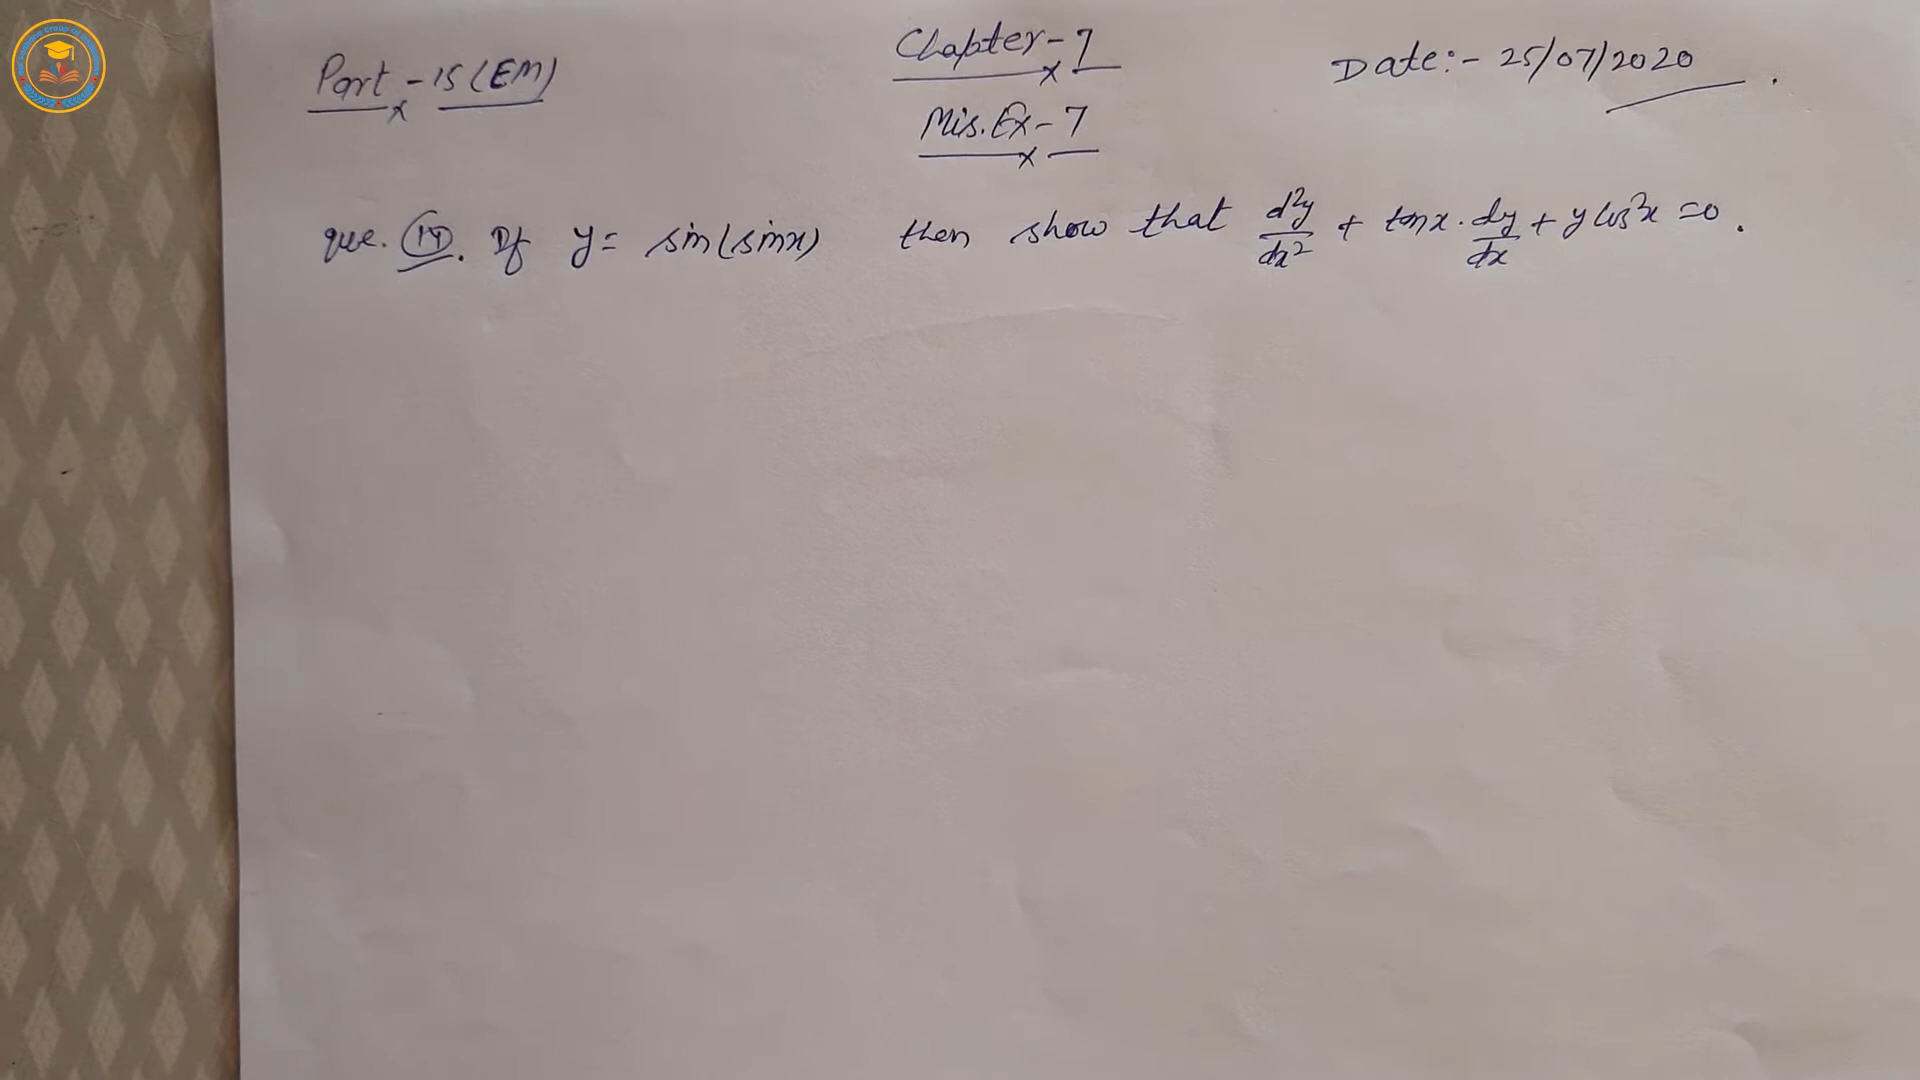 Part - 15 (EM)
Chapter - 7
Date:- 25/07/2020
Mis. Ex - 7
que. If y = sin(sinx) then show that d²y/dx² + tanx . dy/dx + y cos²x = 0 .